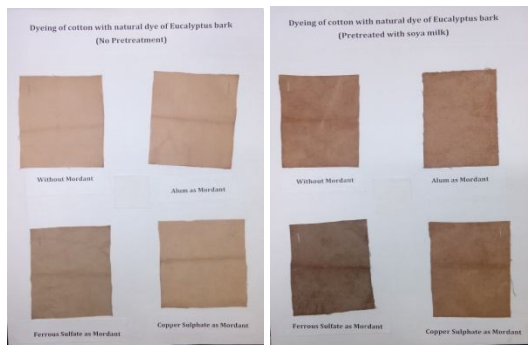 Dyeing of cotton with natural dye of Eucalyptus bark
(No Pretreatment)
Without Mordant
Alum as Mordant
Ferrous Sulfate as Mordant
Copper Sulphate as Mordant
Dyeing of cotton with natural dye of Eucalyptus bark
(Pretreated with soya milk)
Without Mordant
Alum as Mordant
Ferrous Sulfate as Mordant
Copper Sulphate as Mordant